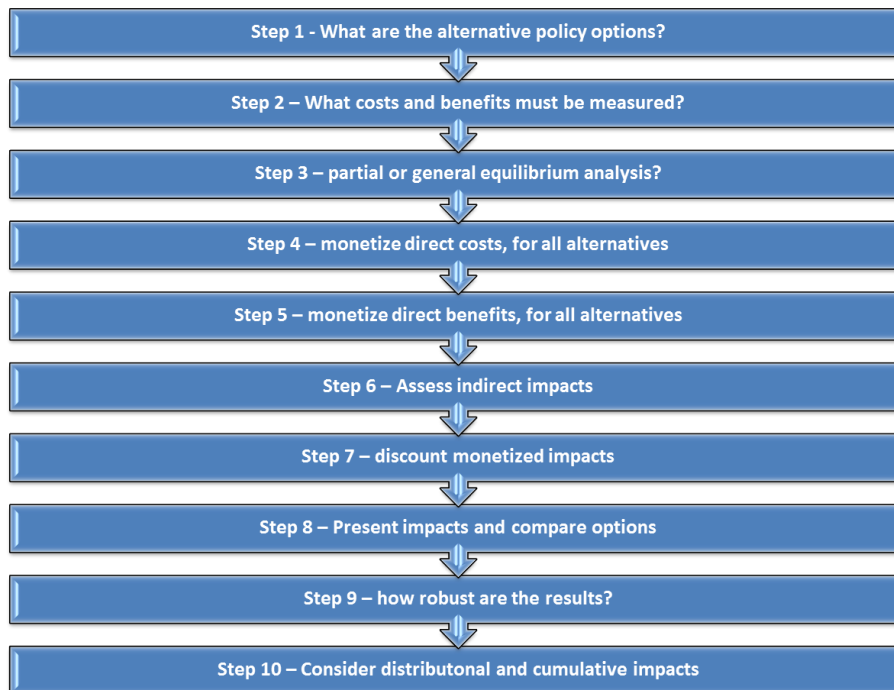 Step 1 - What are the alternative policy options?
Step 2 – What costs and benefits must be measured?
Step 3 – partial or general equilibrium analysis?
Step 4 – monetize direct costs, for all alternatives
Step 5 – monetize direct benefits, for all alternatives
Step 6 – Assess indirect impacts
Step 7 – discount monetized impacts
Step 8 – Present impacts and compare options
Step 9 – how robust are the results?
Step 10 – Consider distributonal and cumulative impacts